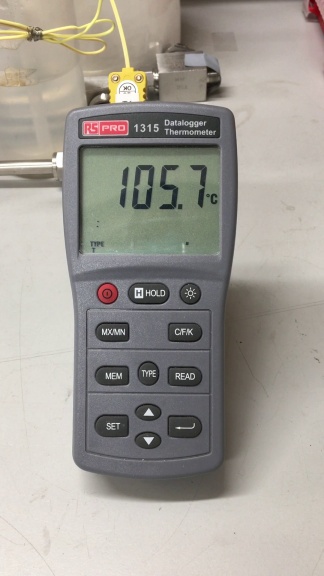 RS PRO 1315 Datalogger
Thermometer
105.7°C
TYPE
H HOLD
MX/MN C/F/K
MEM TYPE READ
SET